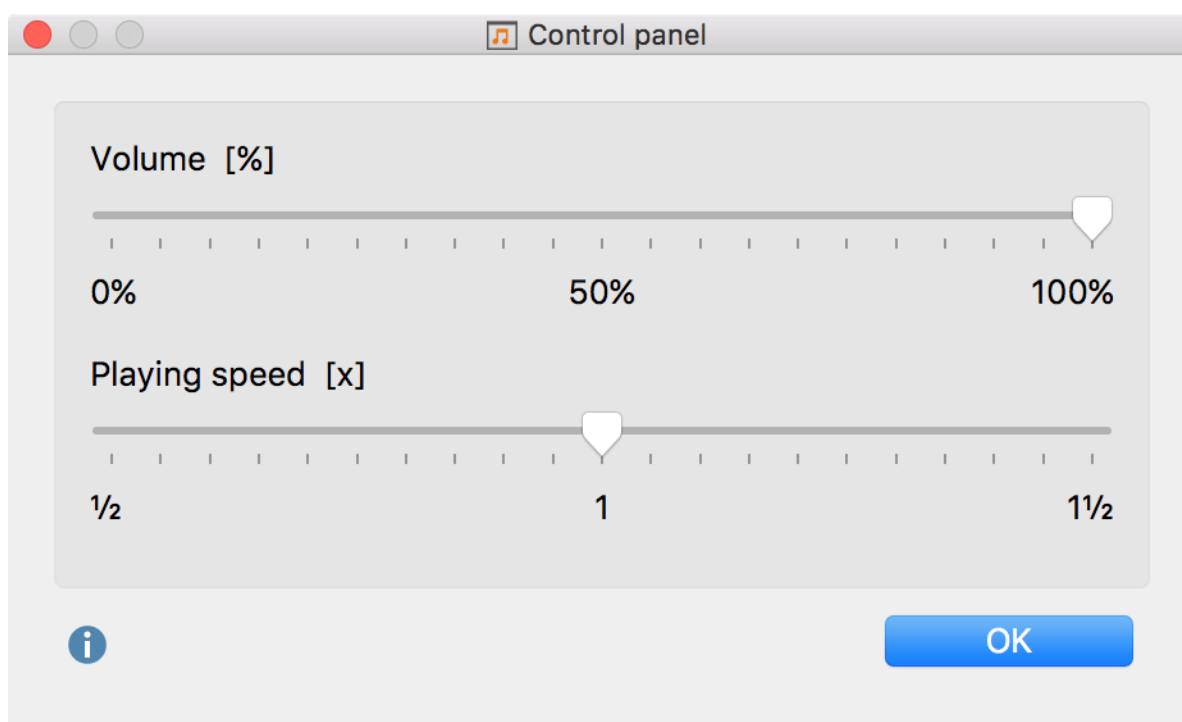 Control panel
Volume [%]
0% 50% 100%
Playing speed [x]
½ 1 1½
OK